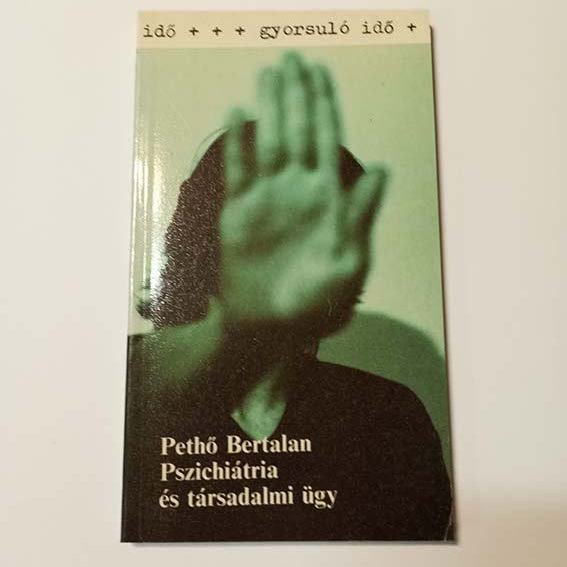 idő + + + gyorsuló idő +
Pethő Bertalan
Pszichiátria
és társadalmi ügy